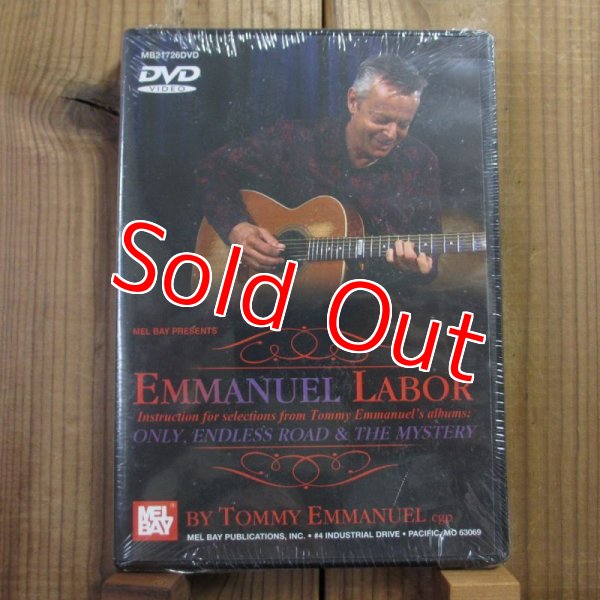 MB21726DVD
DVD
VIDEO
Sold Out
MEL BAY PRESENTS
EMMANUEL LABOR
Instruction for selections from Tommy Emmanuel's albums:
ONLY, ENDLESS ROAD & THE MYSTERY
MEL BAY
BY TOMMY EMMANUEL cgp
MEL BAY PUBLICATIONS, INC. • #4 INDUSTRIAL DRIVE • PACIFIC, MO 63069